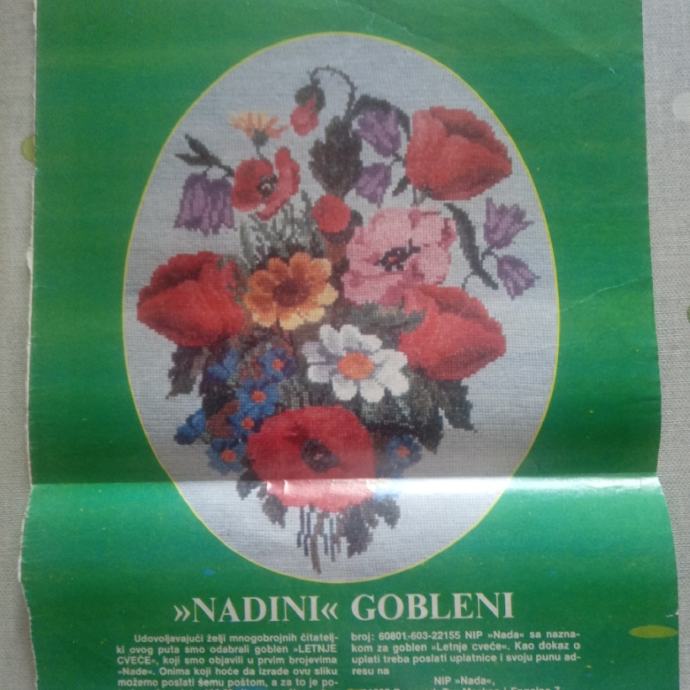 »NADINI« GOBLENI
Udovoljavajući želji mnogobrojnih čitatelj-
ki ovog puta smo odabrali goblen »LETNJE
CVEĆE«, koji smo objavili u prvim brojevima
»Nade«. Onima koji hoće da izrade ovu sliku
možemo poslati šemu poštom, a za to je po-
broj: 60801-603-22155 NIP »Nada« sa nazna-
kom za goblen »Letnje cveće«. Kao dokaz o
uplati treba poslati uplatnice i svoju punu ad-
resu na
NIP »Nada«,